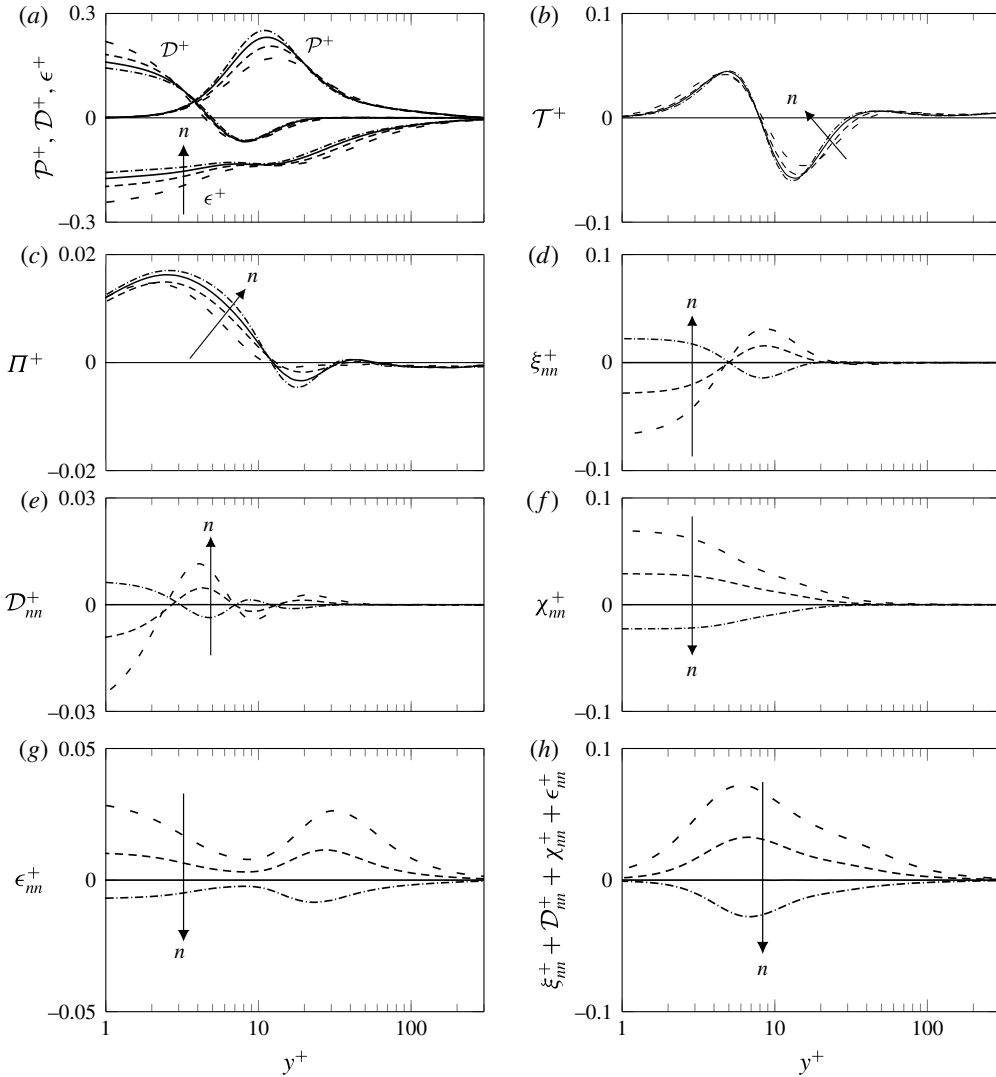 (a) 0.3
𝒟⁺ 𝒫⁺
𝒫⁺, 𝒟⁺, ϵ⁺
0
n
ϵ⁺
–0.3
(b) 0.1
n
𝒯⁺ 0
–0.1
(c) 0.02
n
Π⁺ 0
–0.02
(d) 0.1
n
ξ⁺ₙₙ 0
–0.1
(e) 0.03
n
𝒟⁺ₙₙ 0
–0.03
(f) 0.1
χ⁺ₙₙ 0
n
–0.1
(g) 0.05
ϵ⁺ₙₙ 0
n
–0.05
1 10 100
y⁺
(h) 0.1
ξ⁺ₙₙ + 𝒟⁺ₙₙ + χ⁺ₙₙ + ϵ⁺ₙₙ
0
n
–0.1
1 10 100
y⁺